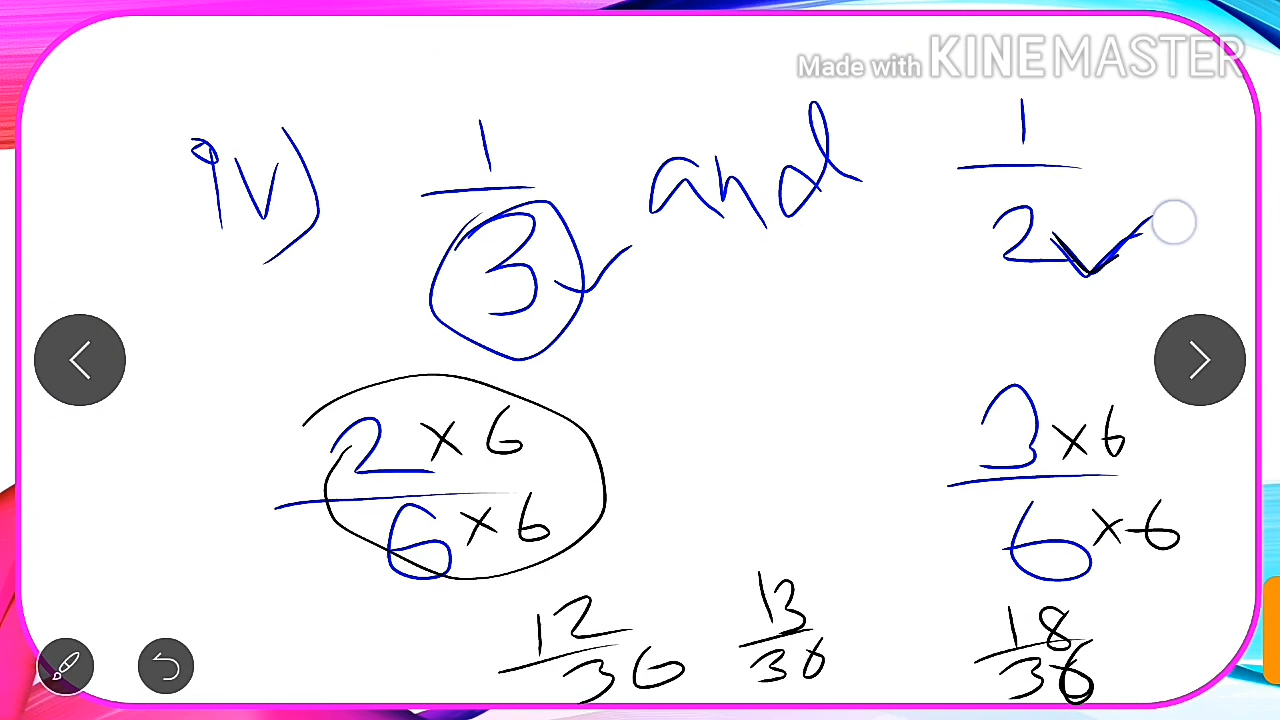 Made with KINEMASTER
iv) 1/3 and 1/2
2 × 6 / 6 × 6   3 × 6 / 6 × 6
12/36   13/36   18/36